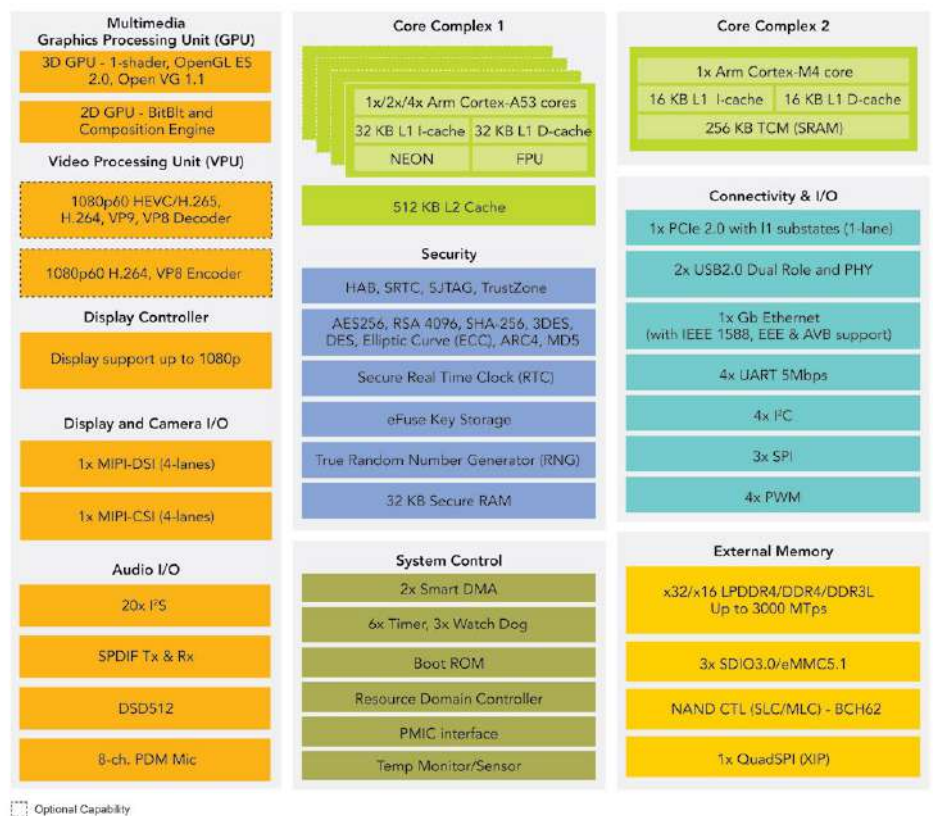 Multimedia
Graphics Processing Unit (GPU)
3D GPU - 1-shader, OpenGL ES
2.0, Open VG 1.1
2D GPU - BitBlt and
Composition Engine
Video Processing Unit (VPU)
1080p60 HEVC/H.265,
H.264, VP9, VP8 Decoder
1080p60 H.264, VP8 Encoder
Display Controller
Display support up to 1080p
Display and Camera I/O
1x MIPI-DSI (4-lanes)
1x MIPI-CSI (4-lanes)
Audio I/O
20x I²S
SPDIF Tx & Rx
DSD512
8-ch. PDM Mic
Core Complex 1
1x/2x/4x Arm Cortex-A53 cores
32 KB L1 I-cache
32 KB L1 D-cache
NEON
FPU
512 KB L2 Cache
Security
HAB, SRTC, SJTAG, TrustZone
AES256, RSA 4096, SHA-256, 3DES,
DES, Elliptic Curve (ECC), ARC4, MD5
Secure Real Time Clock (RTC)
eFuse Key Storage
True Random Number Generator (RNG)
32 KB Secure RAM
System Control
2x Smart DMA
6x Timer, 3x Watch Dog
Boot ROM
Resource Domain Controller
PMIC interface
Temp Monitor/Sensor
Core Complex 2
1x Arm Cortex-M4 core
16 KB L1 I-cache
16 KB L1 D-cache
256 KB TCM (SRAM)
Connectivity & I/O
1x PCIe 2.0 with l1 substates (1-lane)
2x USB2.0 Dual Role and PHY
1x Gb Ethernet
(with IEEE 1588, EEE & AVB support)
4x UART 5Mbps
4x I²C
3x SPI
4x PWM
External Memory
x32/x16 LPDDR4/DDR4/DDR3L
Up to 3000 MTps
3x SDIO3.0/eMMC5.1
NAND CTL (SLC/MLC) - BCH62
1x QuadSPI (XIP)
Optional Capability